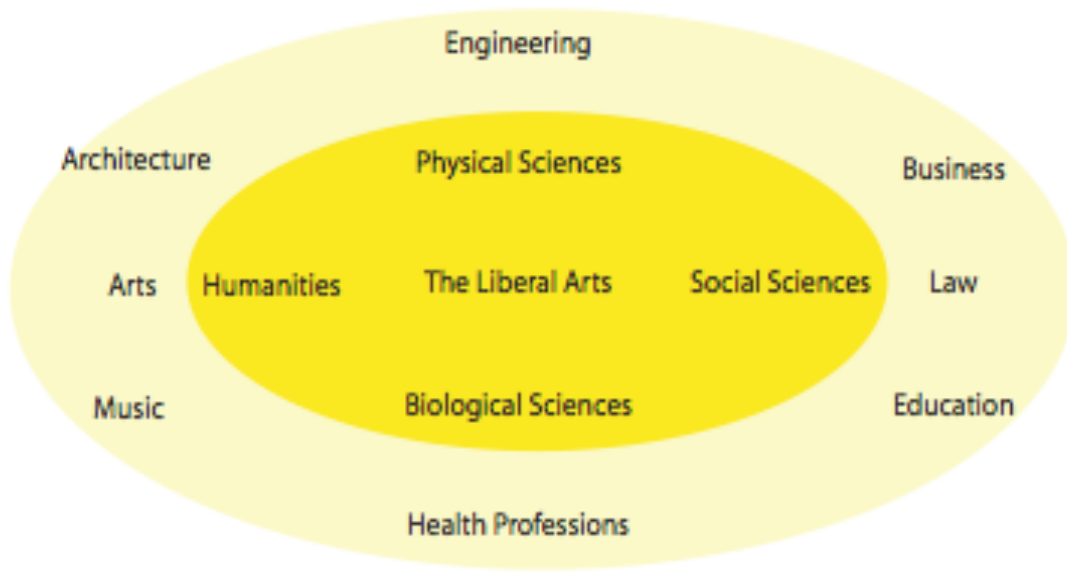 Engineering
Architecture
Physical Sciences
Business
Arts
Humanities
The Liberal Arts
Social Sciences
Law
Music
Biological Sciences
Education
Health Professions